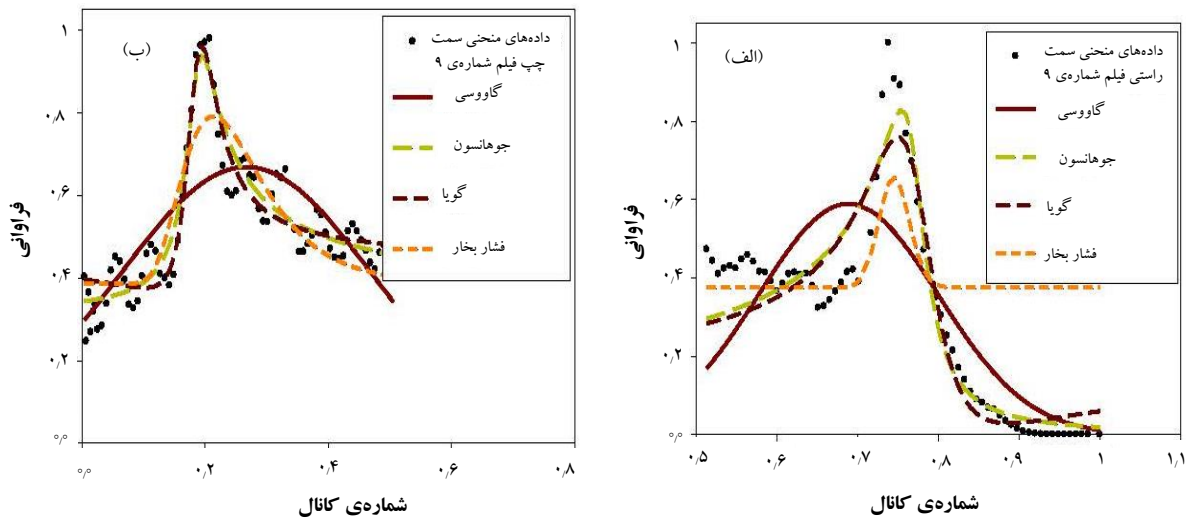 (الف)
داده‌های منحنی سمت
راستی فیلم شماره‌ی ۹
گاووسی
جوهانسون
گویا
فشار بخار
فراوانی
۱
۰٫۸
۰٫۶
۰٫۴
۰٫۲
۰٫۰
۰٫۵
۰٫۶
۰٫۷
۰٫۸
۰٫۹
۱
۱٫۱
شماره‌ی کانال
(ب)
داده‌های منحنی سمت
چپ فیلم شماره‌ی ۹
گاووسی
جوهانسون
گویا
فشار بخار
فراوانی
۱
۰٫۸
۰٫۶
۰٫۴
۰٫۲
۰٫۰
۰٫۰
۰٫۲
۰٫۴
۰٫۶
۰٫۸
شماره‌ی کانال